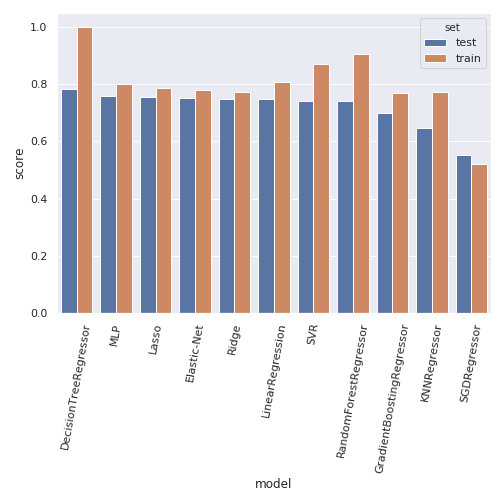 set
test
train
score
1.0
0.8
0.6
0.4
0.2
0.0
DecisionTreeRegressor
MLP
Lasso
Elastic-Net
Ridge
LinearRegression
SVR
RandomForestRegressor
GradientBoostingRegressor
KNNRegressor
SGDRegressor
model